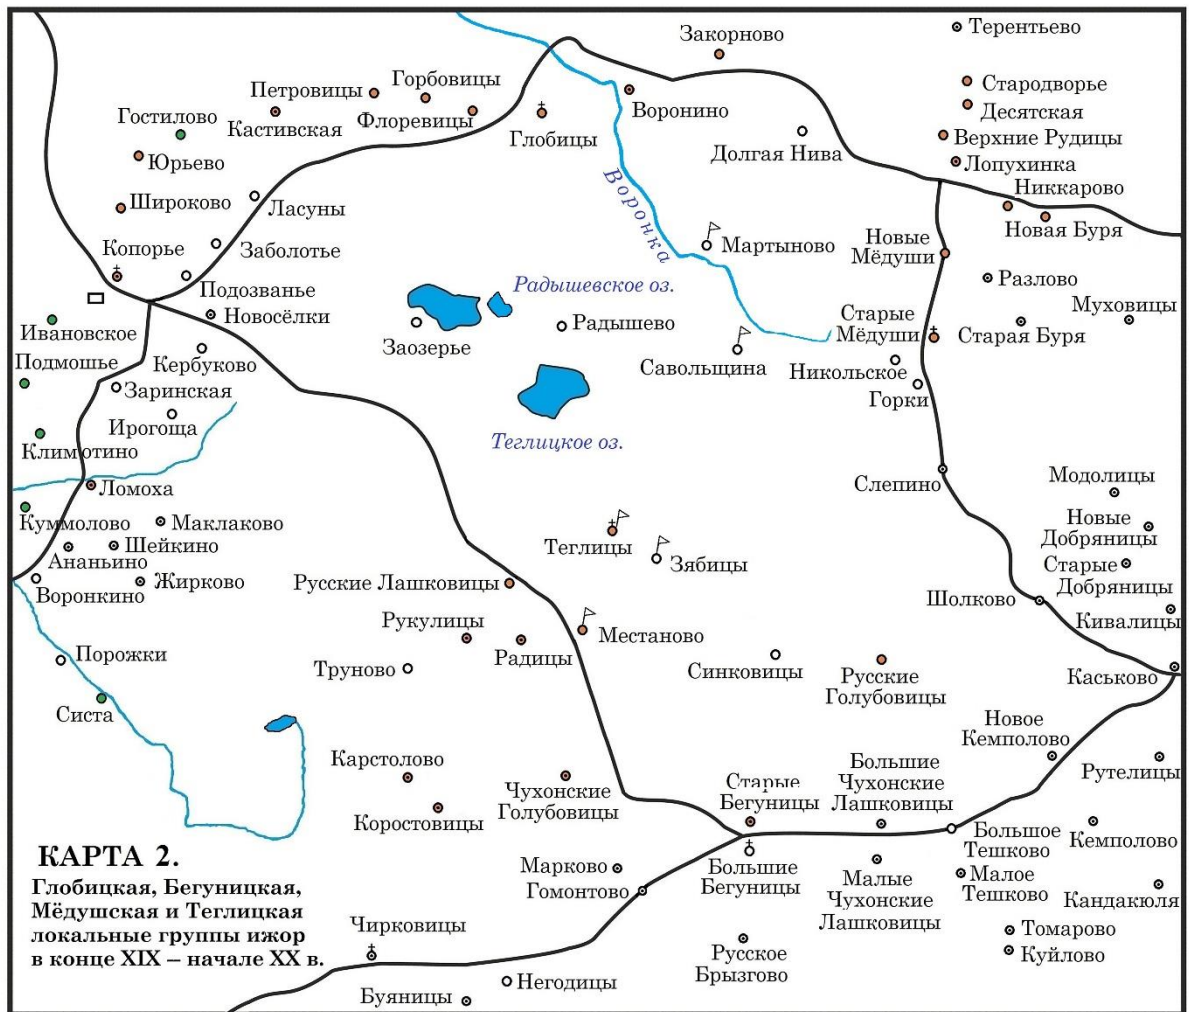 Терентьево
Закорново
Стародворье
Десятская
Горбовицы
Петровицы
Гостилово
Кастивская
Флоревицы
Воронино
Глобицы
Верхние Рудицы
Долгая Нива
Лопухинка
Юрьево
Никкарово
Широково
Ласуны
Воронка
Новая Буря
Копорье
Заболотье
Мартыново
Новые
Мёдуши
Разлово
Подозванье
Радышевское оз.
Муховицы
Новосёлки
Ивановское
Радышево
Старые
Мёдуши
Старая Буря
Заозерье
Подмошье
Кербуково
Савольщина
Никольское
Заринская
Горки
Ирогоща
Теглицкое оз.
Климотино
Ломоха
Слепино
Модолицы
Куммолово
Маклаково
Новые
Добряницы
Шейкино
Теглицы
Ананьино
Зябицы
Старые
Добряницы
Жирково
Русские Лашковицы
Воронкино
Шолково
Рукулицы
Кивалицы
Местаново
Порожки
Радицы
Труново
Синковицы
Русские
Голубовицы
Каськово
Систа
Новое
Кемполово
Карстолово
Большие
Чухонские
Лашковицы
Рутелицы
Чухонские
Голубовицы
Старые
Бегуницы
Коростовицы
Большое
Тешково
Кемполово
Марково
Большие
Бегуницы
Гомонтово
Малые
Чухонские
Лашковицы
Малое
Тешково
Кандакюля
Чирковицы
Томарово
Русское
Брызгово
Куйлово
Негодицы
Буяницы
КАРТА 2.
Глобицкая, Бегуницкая,
Мёдушская и Теглицкая
локальные группы ижор
в конце XIX – начале XX в.